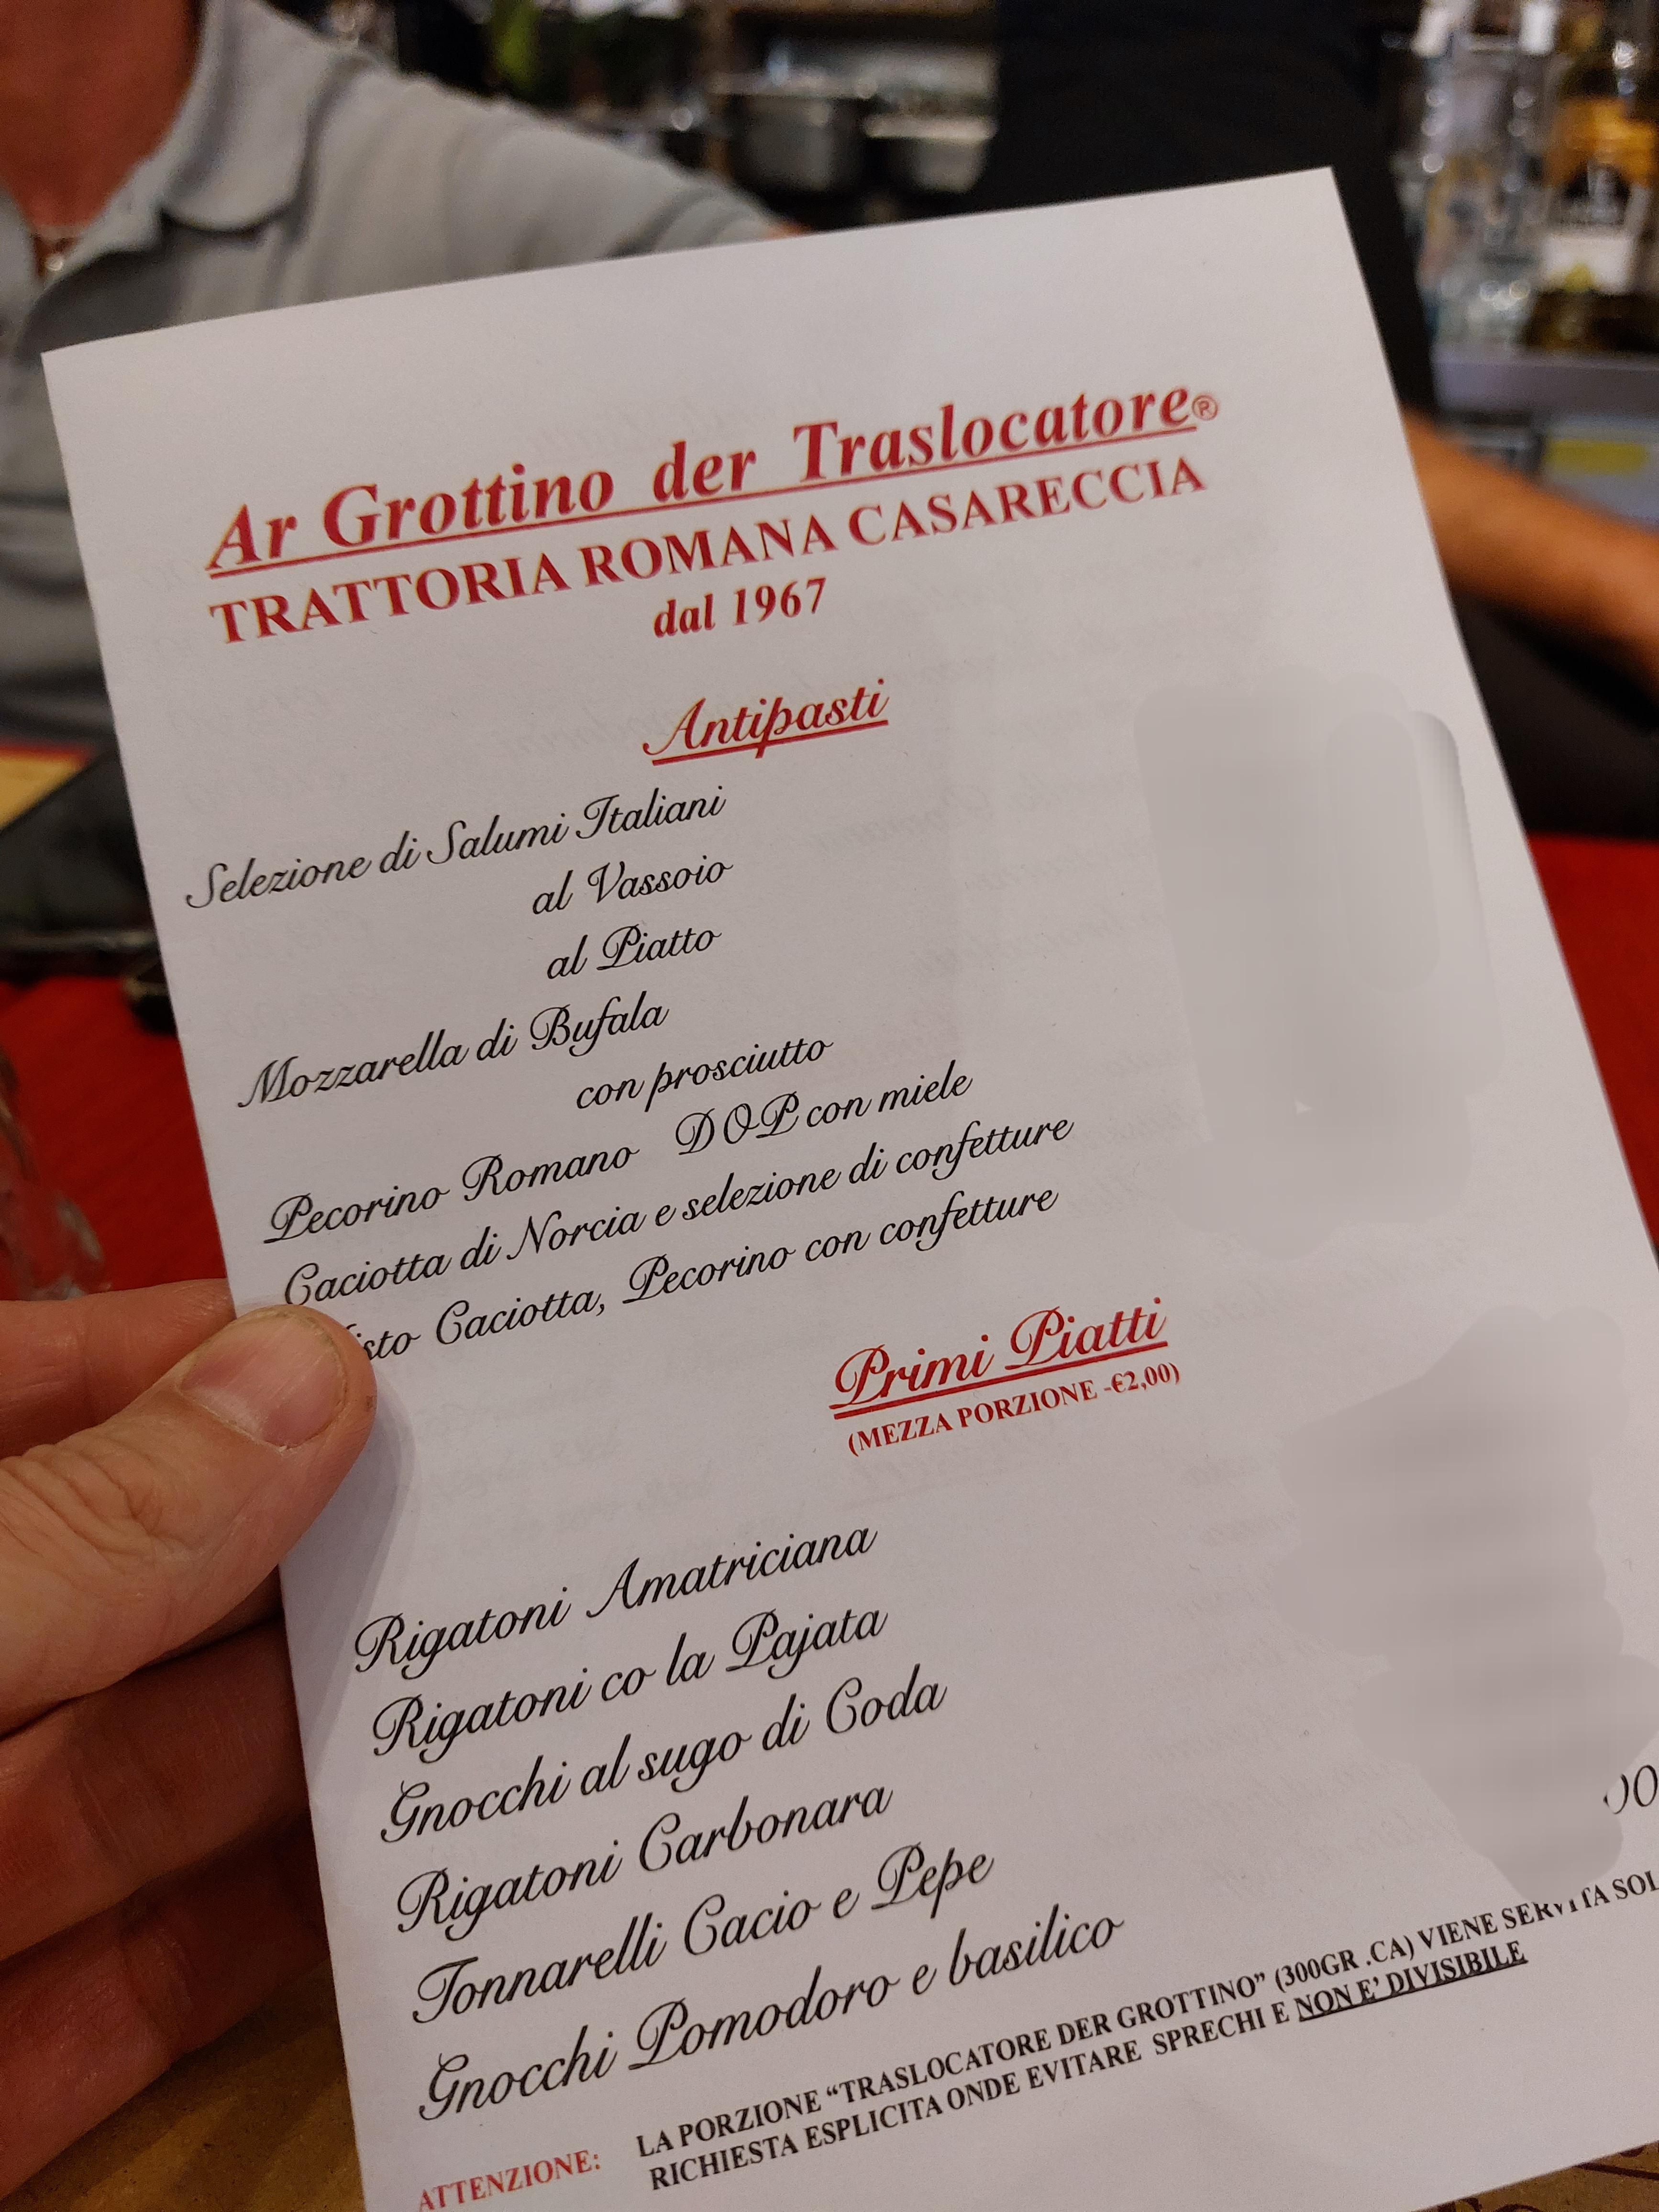 Ar Grottino der Traslocatore®
TRATTORIA ROMANA CASARECCIA
dal 1967
Antipasti
Selezione di Salumi Italiani
al Vassoio
al Piatto
Mozzarella di Bufala
con prosciutto
Pecorino Romano DOP con miele
Caciotta di Norcia e selezione di confetture
Caciotta, Pecorino con confetture
Primi Piatti
(MEZZA PORZIONE -€2,00)
Rigatoni Amatriciana
Rigatoni co la Pajata
Gnocchi al sugo di Coda
Rigatoni Carbonara
Tonnarelli Cacio e Pepe
Gnocchi Pomodoro e basilico
ATTENZIONE: LA PORZIONE “TRASLOCATORE DER GROTTINO” (300GR .CA) VIENE SERVITA
RICHIESTA ESPLICITA ONDE EVITARE SPRECHI E NON E’ DIVISIBILE